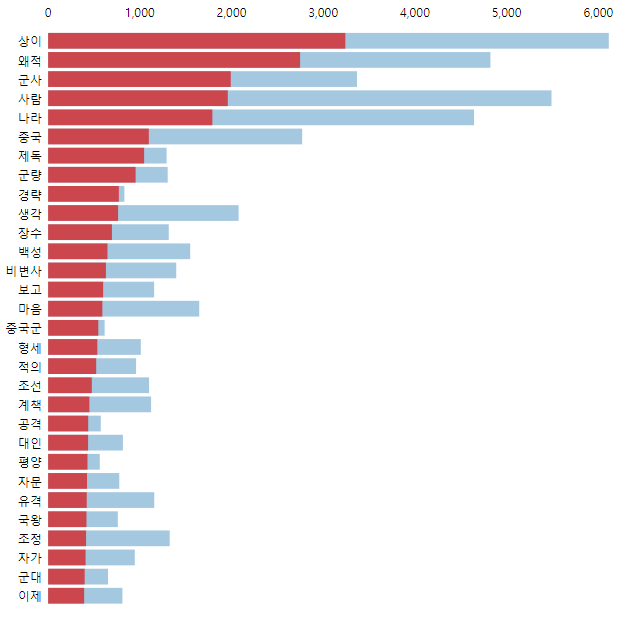 0 1,000 2,000 3,000 4,000 5,000 6,000
상이
왜적
군사
사람
나라
중국
제독
군량
경략
생각
장수
백성
비변사
보고
마음
중국군
형세
적의
조선
계책
공격
대인
평양
자문
유격
국왕
조정
자가
군대
이제